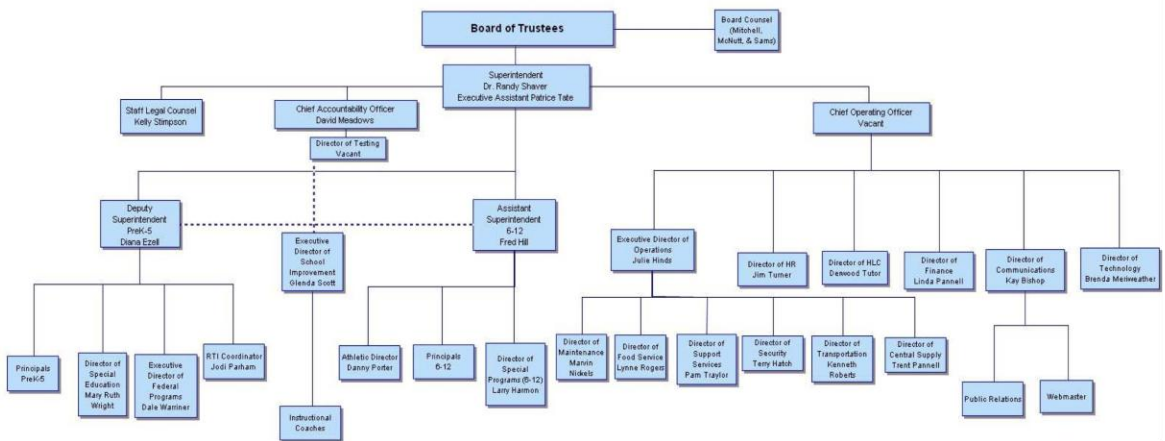 Board of Trustees
Board Counsel
(Mitchell,
McNutt, & Sams)
Superintendent
Dr. Randy Shaver
Executive Assistant Patrice Tate
Staff Legal Counsel
Kelly Stimpson
Chief Accountability Officer
David Meadows
Chief Operating Officer
Vacant
Director of Testing
Vacant
Deputy
Superintendent
PreK-5
Diana Ezell
Assistant
Superintendent
6-12
Fred Hill
Executive
Director of
School
Improvement
Glenda Scott
Executive Director of
Operations
Julie Hinds
Director of HR
Jim Turner
Director of HLC
Derwood Tutor
Director of
Finance
Linda Pannell
Director of
Communications
Kay Bishop
Director of
Technology
Brenda Meriweather
Principals
PreK-5
Director of
Special
Education
Mary Ruth
Wright
Executive
Director of
Federal
Programs
Dale Warriner
RTI Coordinator
Jodi Parham
Athletic Director
Danny Porter
Principals
6-12
Director of
Special
Programs (6-12)
Larry Harmon
Director of
Maintenance
Marvin
Nickels
Director of
Food Service
Lynne Rogers
Director of
Support
Services
Pam Traylor
Director of
Security
Terry Hatch
Director of
Transportation
Kenneth
Roberts
Director of
Central Supply
Trent Pannell
Instructional
Coaches
Public Relations
Webmaster